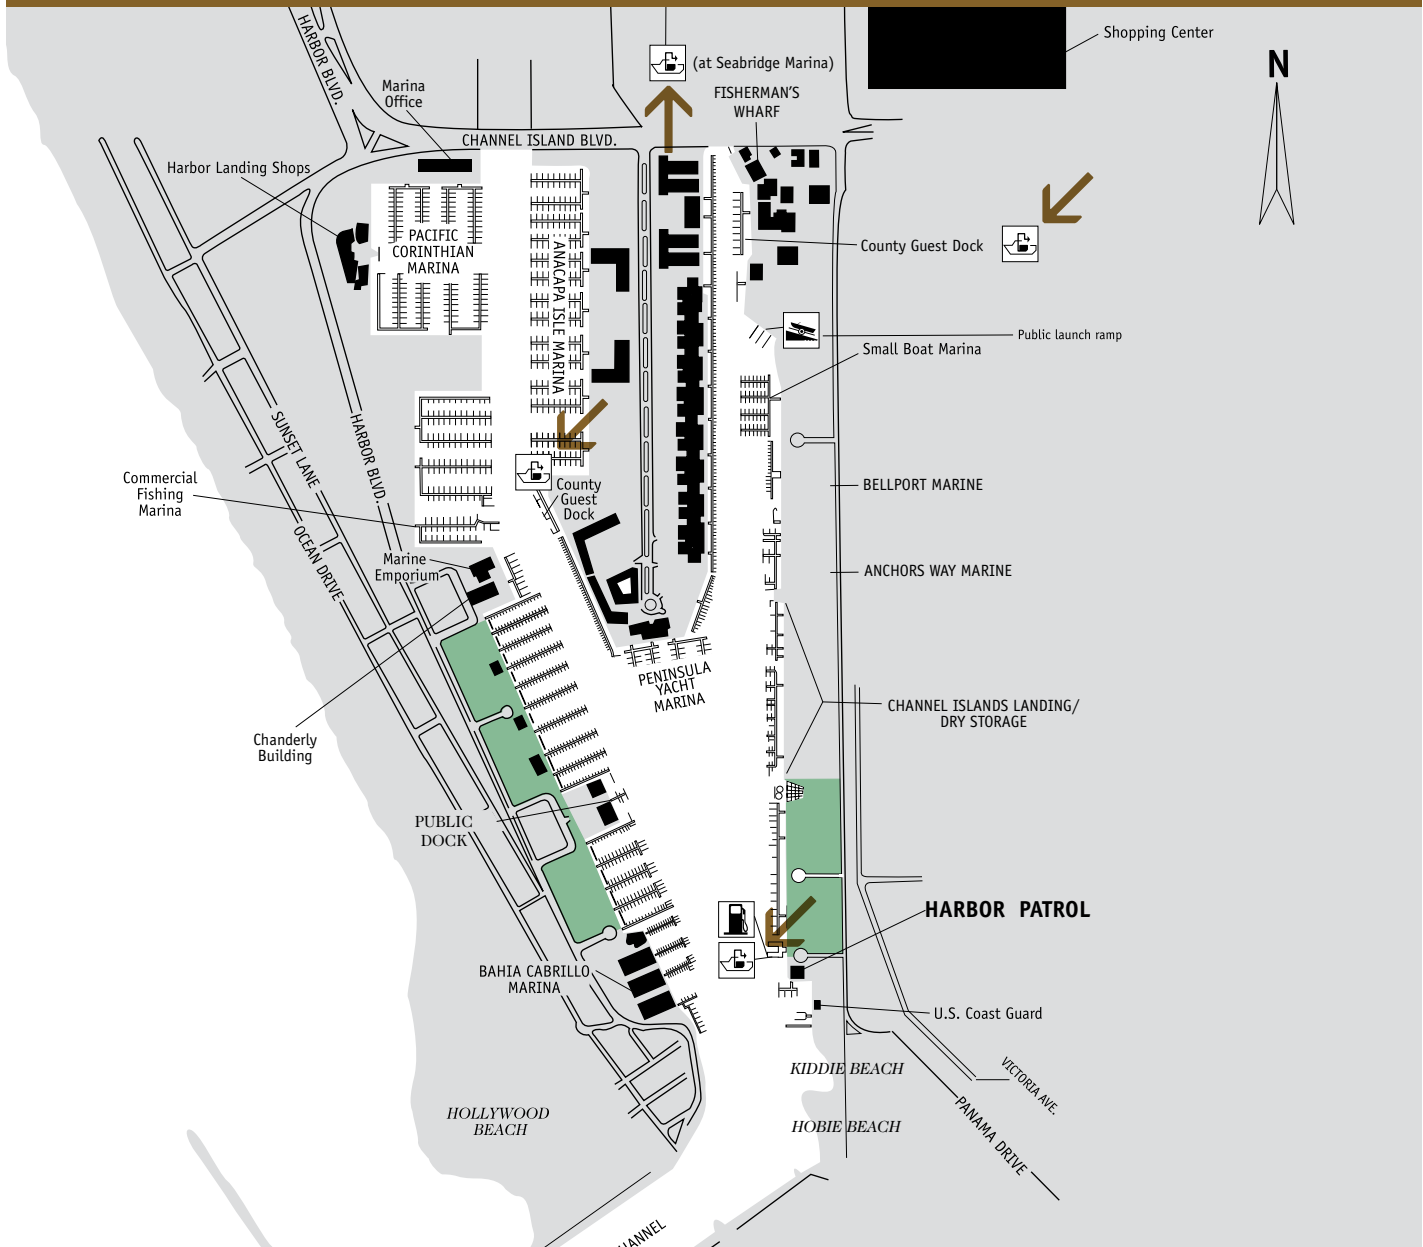 Shopping Center
HARBOR BLVD.
(at Seabridge Marina)
N
Marina
Office
FISHERMAN'S
WHARF
CHANNEL ISLAND BLVD.
Harbor Landing Shops
PACIFIC
CORINTHIAN
MARINA
ANACAPA ISLE MARINA
County Guest Dock
Public launch ramp
Small Boat Marina
SUNSET LANE
HARBOR BLVD.
Commercial
Fishing
Marina
County
Guest
Dock
BELLPORT MARINE
OCEAN DRIVE
Marine
Emporium
ANCHORS WAY MARINE
PENINSULA
YACHT
MARINA
CHANNEL ISLANDS LANDING/
DRY STORAGE
Chanderly
Building
PUBLIC
DOCK
HARBOR PATROL
BAHIA CABRILLO
MARINA
U.S. Coast Guard
KIDDIE BEACH
VICTORIA AVE.
HOLLYWOOD
BEACH
HOBIE BEACH
PANAMA DRIVE